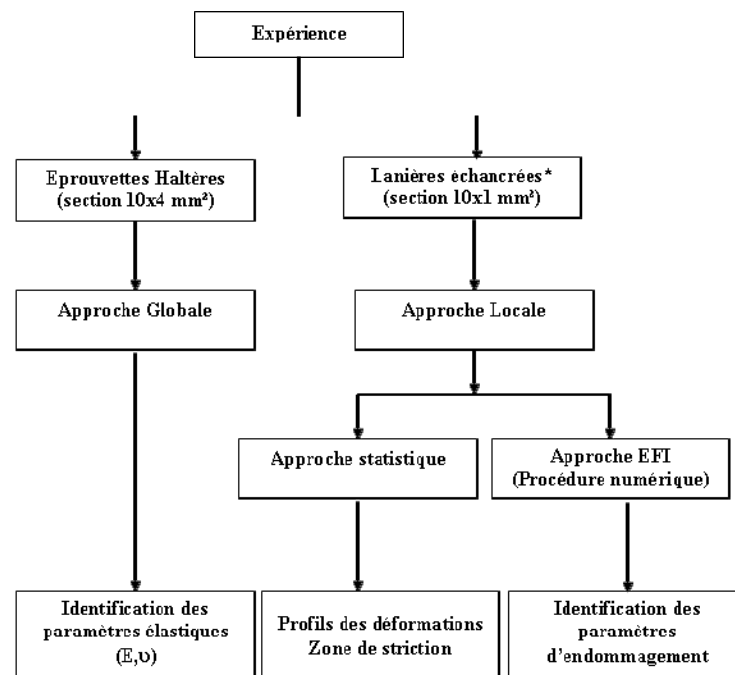 Expérience
Eprouvettes Haltères
(section 10x4 mm²)
Lanières échancrées*
(section 10x1 mm²)
Approche Globale
Approche Locale
Approche statistique
Approche EFI
(Procédure numérique)
Identification des
paramètres élastiques
(E,υ)
Profils des déformations
Zone de striction
Identification des
paramètres
d'endommagement